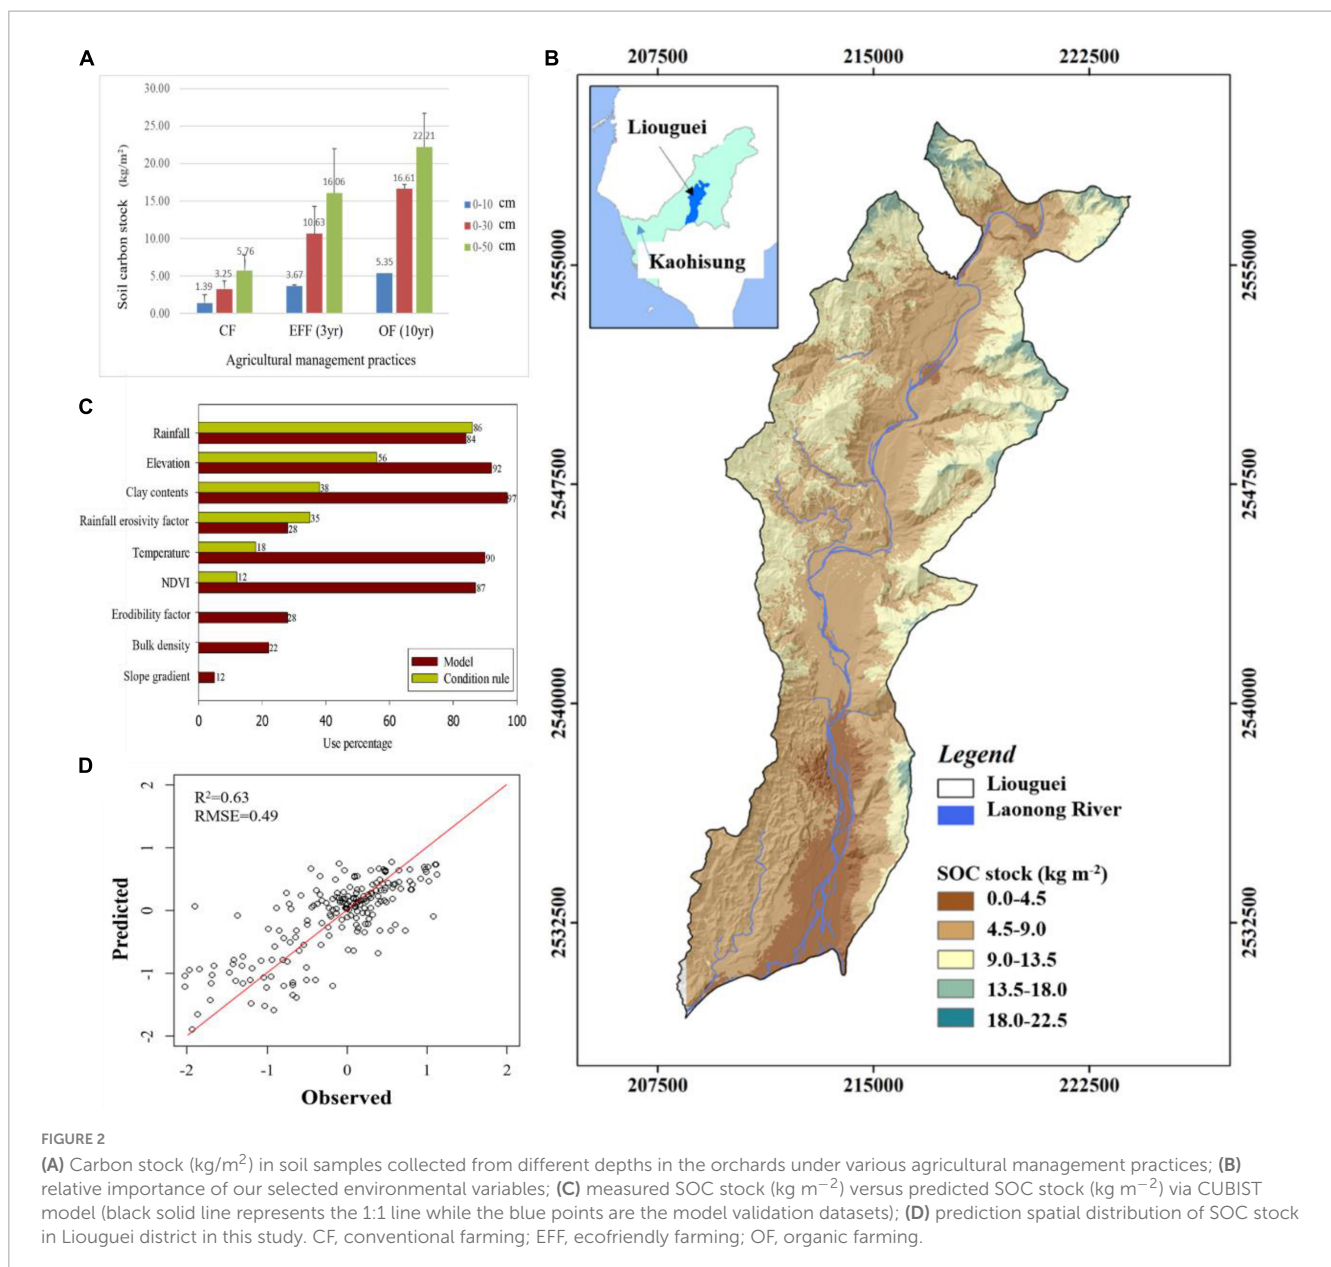 A
30.00
25.00
20.00
15.00
10.00
5.00
0.00
Soil carbon stock (kg/m²)
1.39
3.25
5.76
3.67
10.63
16.06
5.35
16.61
22.21
CF
EFF (3yr)
OF (10yr)
Agricultural management practices
0-10 cm
0-30 cm
0-50 cm
B
207500
215000
222500
Liouguei
Kaohisung
2555000
2547500
2540000
2532500
2555000
2547500
2540000
2532500
Legend
Liouguei
Laonong River
SOC stock (kg m-2)
0.0-4.5
4.5-9.0
9.0-13.5
13.5-18.0
18.0-22.5
207500
215000
222500
C
Rainfall
86
84
Elevation
56
92
Clay contents
38
97
Rainfall erosivity factor
35
28
Temperature
18
90
NDVI
12
87
Erodibility factor
28
Bulk density
22
Slope gradient
12
Model
Condition rule
0
20
40
60
80
100
Use percentage
D
R²=0.63
RMSE=0.49
2
1
0
-1
-2
Predicted
-2
-1
0
1
2
Observed
FIGURE 2
(A) Carbon stock (kg/m²) in soil samples collected from different depths in the orchards under various agricultural management practices; (B)
relative importance of our selected environmental variables; (C) measured SOC stock (kg m−2) versus predicted SOC stock (kg m−2) via CUBIST
model (black solid line represents the 1:1 line while the blue points are the model validation datasets); (D) prediction spatial distribution of SOC stock
in Liouguei district in this study. CF, conventional farming; EFF, ecofriendly farming; OF, organic farming.